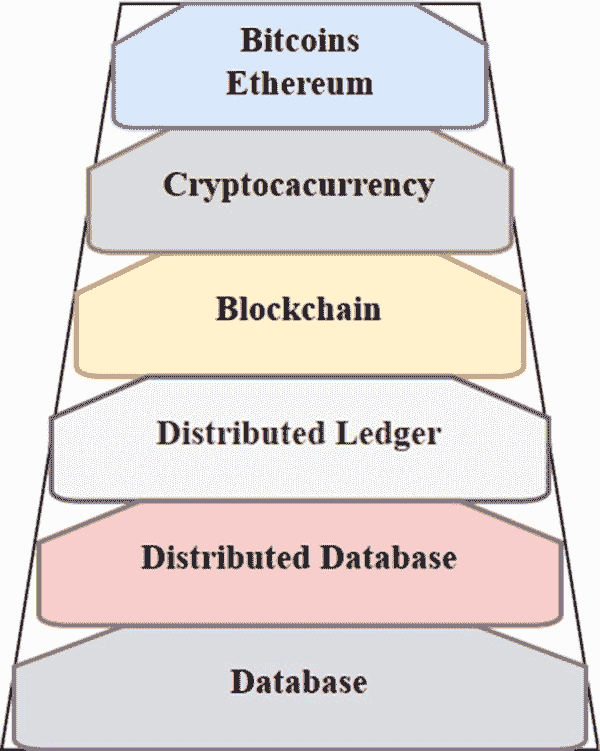 Bitcoins
Ethereum
Cryptocacurrency
Blockchain
Distributed Ledger
Distributed Database
Database